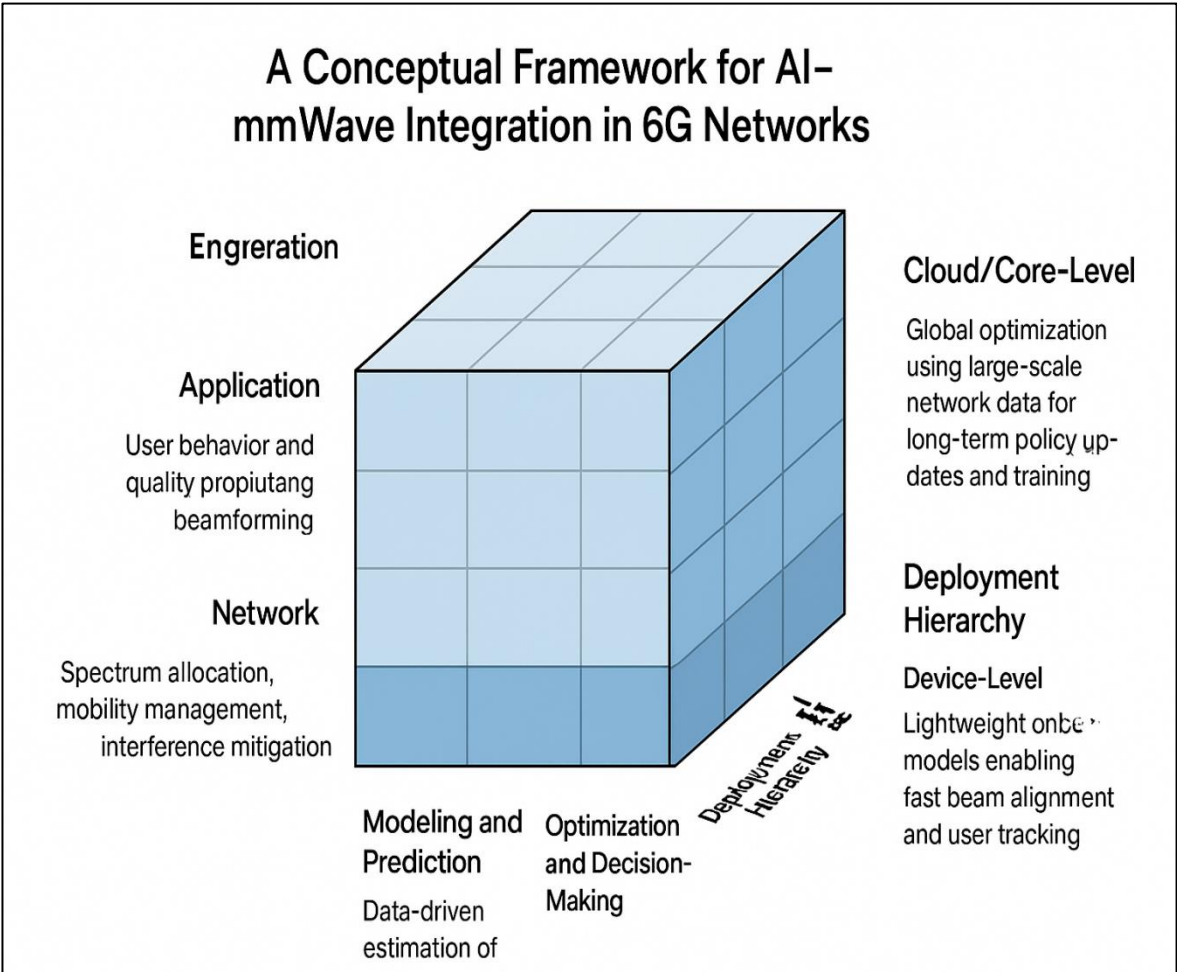 A Conceptual Framework for AI–
mmWave Integration in 6G Networks
Engreration
Application
User behavior and
quality propiutang
beamforming
Network
Spectrum allocation,
mobility management,
interference mitigation
Modeling and
Prediction
Data-driven
estimation of
Optimization
and Decision-
Making
Deployment
Hierarchy
Cloud/Core-Level
Global optimization
using large-scale
network data for
long-term policy up-
dates and training
Deployment
Hierarchy
Device-Level
Lightweight
models enabling
fast beam alignment
and user tracking